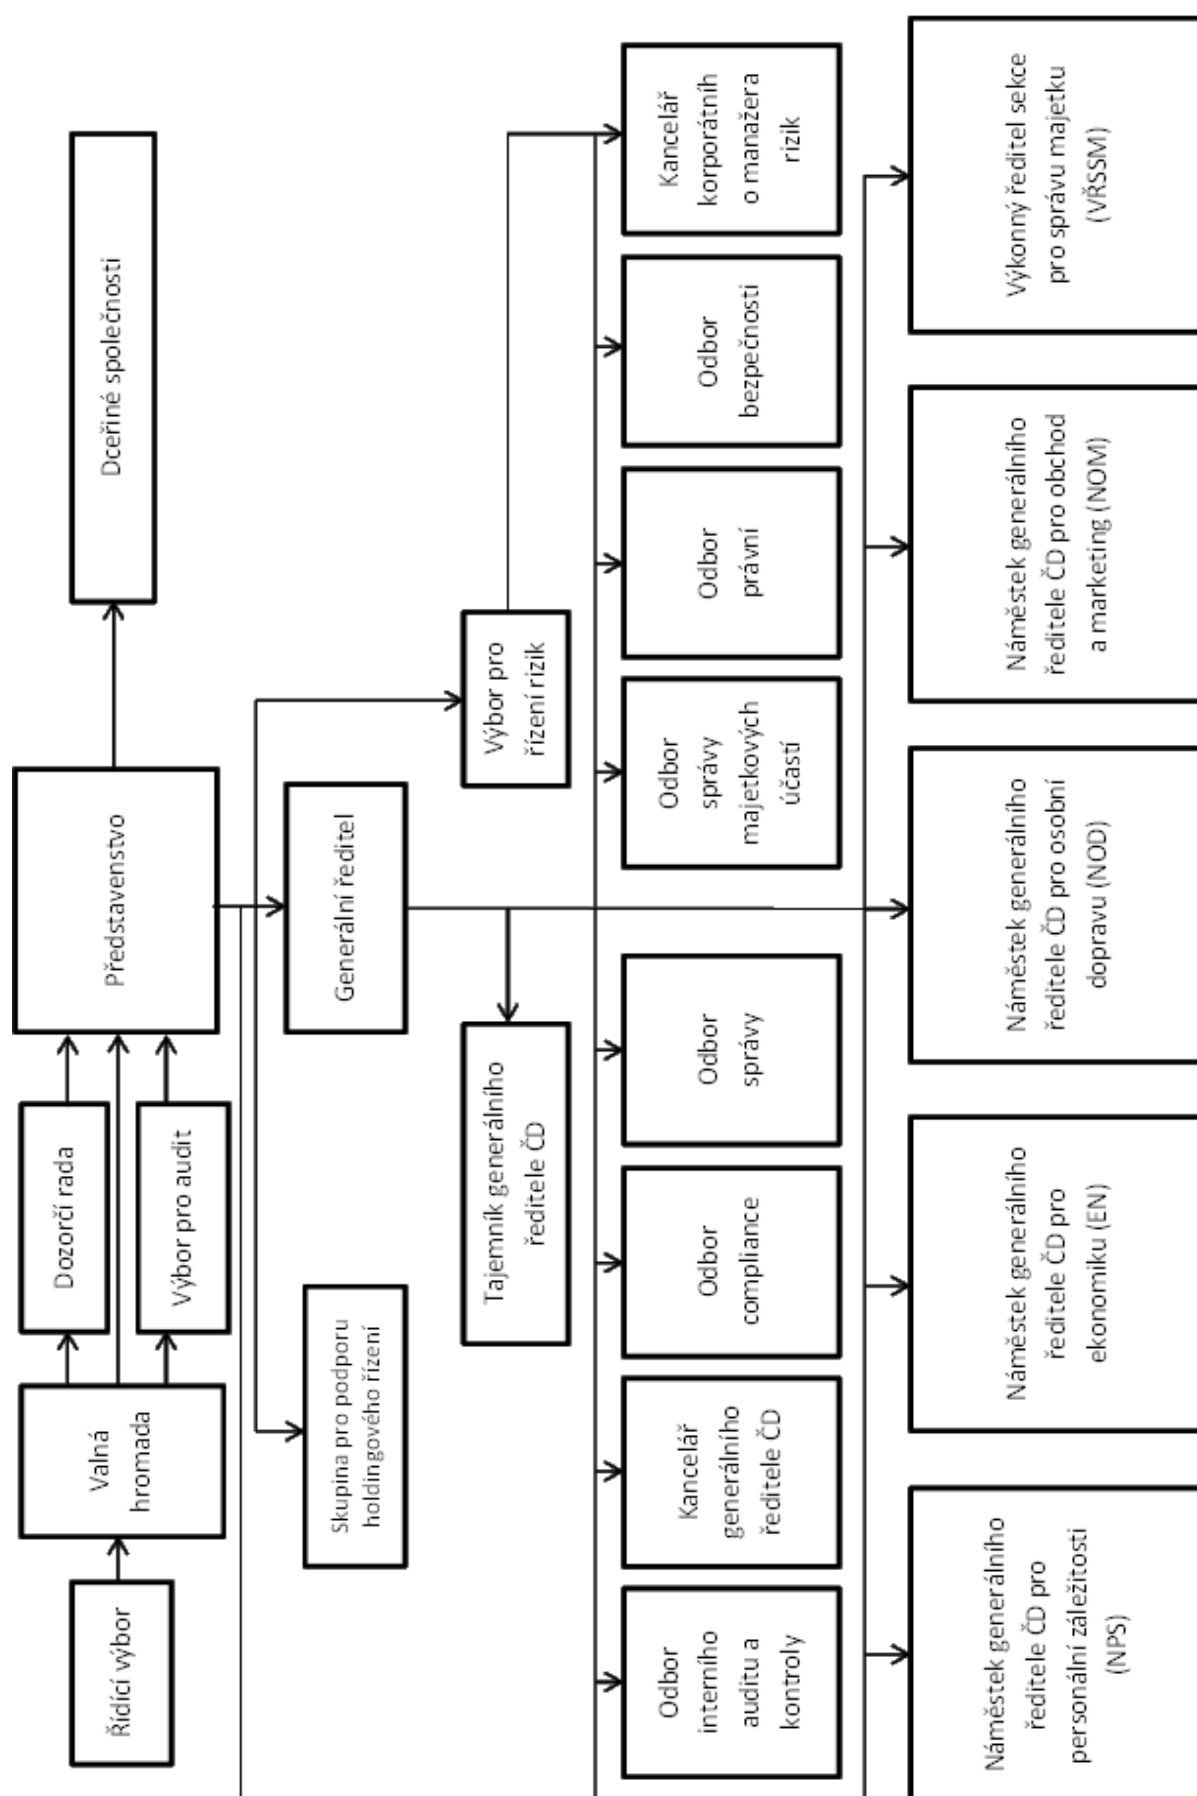 Řídící výbor
Valná
hromada
Dozorčí rada
Výbor pro audit
Představenstvo
Dceřiné společnosti
Skupina pro podporu
holdingového řízení
Generální ředitel
Tajemník generálního
ředitele ČD
Výbor pro
řízení rizik
Odbor
interního
auditu a
kontroly
Kancelář
generálního
ředitele ČD
Odbor
compliance
Odbor
správy
Odbor
správy
majetkových
účastí
Odbor
právní
Odbor
bezpečnosti
Kancelář
korporátníh
o manažera
rizik
Náměstek generálního
ředitele ČD pro
personální záležitosti
(NPS)
Náměstek generálního
ředitele ČD pro
ekonomiku (EN)
Náměstek generálního
ředitele ČD pro osobní
dopravu (NOD)
Náměstek generálního
ředitele ČD pro obchod
a marketing (NOM)
Výkonný ředitel sekce
pro správu majetku
(VŘSSM)